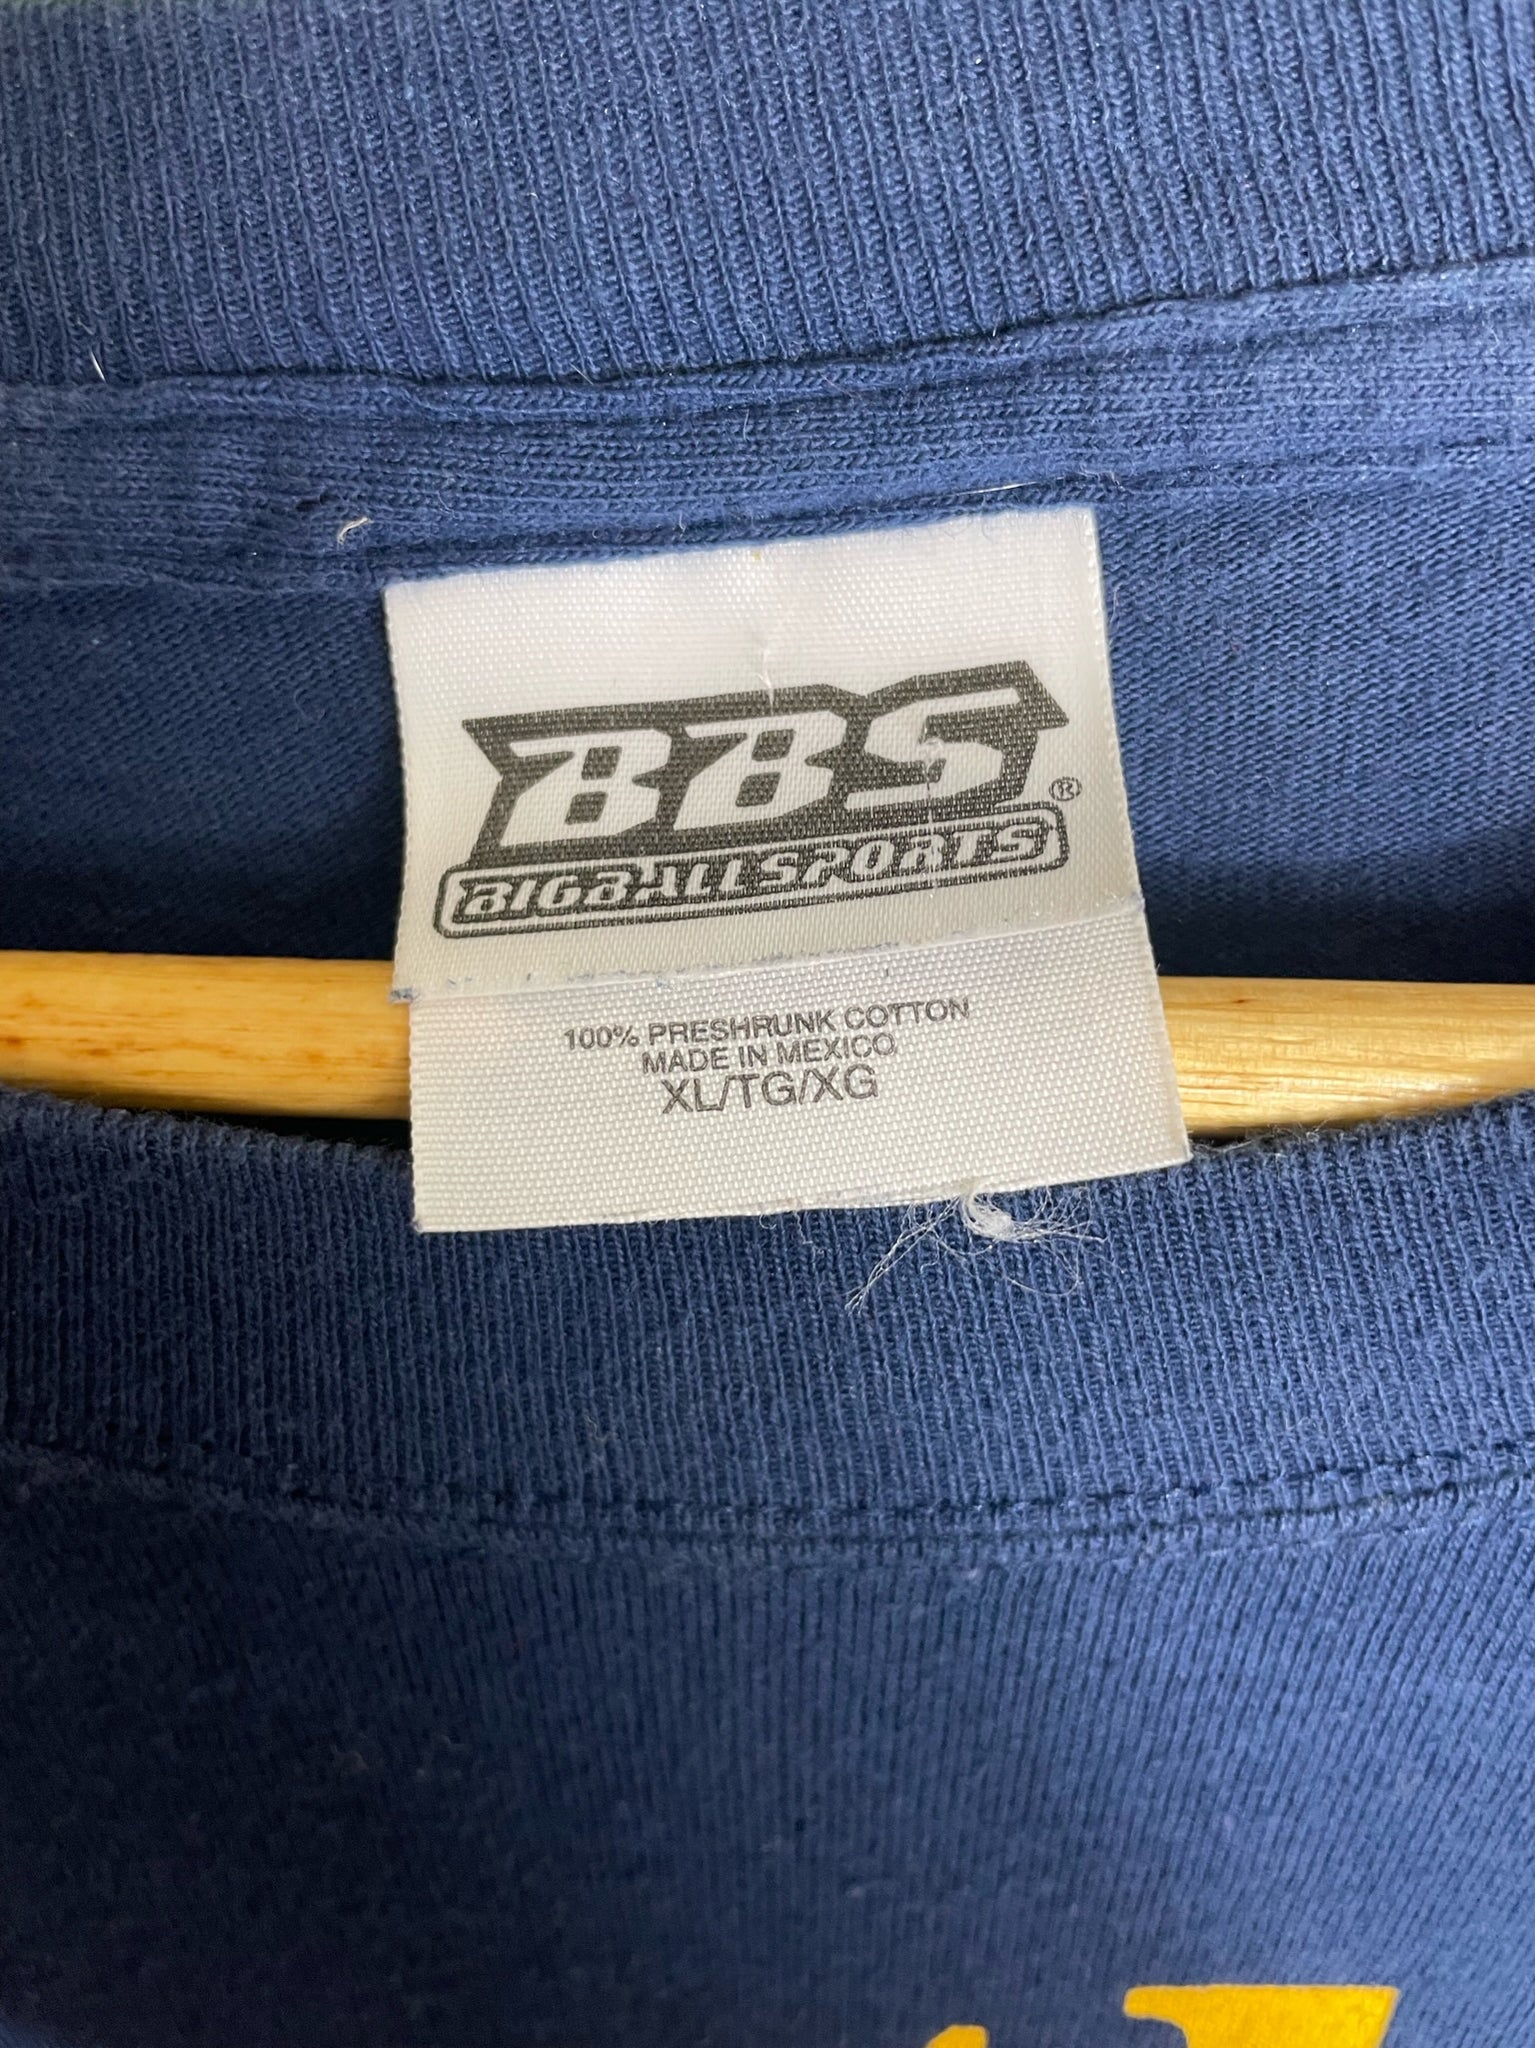 BBS
®
BIG BALL SPORTS
100% PRESHRUNK COTTON
MADE IN MEXICO
XL/TG/XG